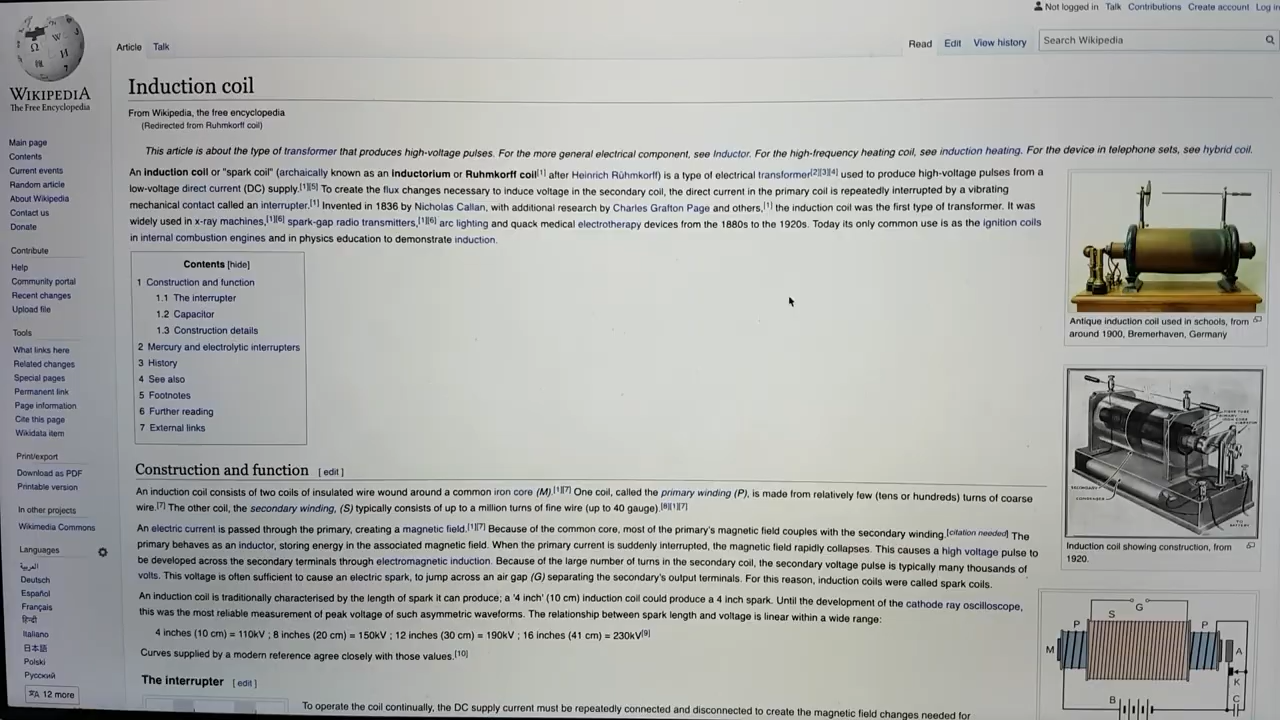 Not logged in Talk Contributions Create account Log in
WIKIPEDIA
The Free Encyclopedia
Article Talk
Read Edit View history
Search Wikipedia
Main page
Contents
Current events
Random article
About Wikipedia
Contact us
Donate
Contribute
Help
Community portal
Recent changes
Upload file
Tools
What links here
Related changes
Special pages
Permanent link
Page information
Cite this page
Wikidata item
Print/export
Download as PDF
Printable version
In other projects
Wikimedia Commons
Languages
العربية
Deutsch
Español
Français
हिन्दी
Italiano
日本語
Polski
Русский
12 more
Induction coil
From Wikipedia, the free encyclopedia
(Redirected from Ruhmkorff coil)
This article is about the type of transformer that produces high-voltage pulses. For the more general electrical component, see Inductor. For the high-frequency heating coil, see induction heating. For the device in telephone sets, see hybrid coil.
An induction coil or "spark coil" (archaically known as an inductorium or Ruhmkorff coil[1] after Heinrich Rühmkorff) is a type of electrical transformer[2][3][4] used to produce high-voltage pulses from a
low-voltage direct current (DC) supply.[1][5] To create the flux changes necessary to induce voltage in the secondary coil, the direct current in the primary coil is repeatedly interrupted by a vibrating
mechanical contact called an interrupter.[1] Invented in 1836 by Nicholas Callan, with additional research by Charles Grafton Page and others,[1] the induction coil was the first type of transformer. It was
widely used in x-ray machines,[1][6] spark-gap radio transmitters,[1][6] arc lighting and quack medical electrotherapy devices from the 1880s to the 1920s. Today its only common use is as the ignition coils
in internal combustion engines and in physics education to demonstrate induction.
Contents [hide]
1 Construction and function
1.1 The interrupter
1.2 Capacitor
1.3 Construction details
2 Mercury and electrolytic interrupters
3 History
4 See also
5 Footnotes
6 Further reading
7 External links
Antique induction coil used in schools, from
around 1900, Bremerhaven, Germany
SECONDARY
CONDENSER
TO
BATTERY
Induction coil showing construction, from
1920.
Construction and function [ edit ]
An induction coil consists of two coils of insulated wire wound around a common iron core (M).[1][7] One coil, called the primary winding (P), is made from relatively few (tens or hundreds) turns of coarse
wire.[7] The other coil, the secondary winding, (S) typically consists of up to a million turns of fine wire (up to 40 gauge).[8][1][7]
An electric current is passed through the primary, creating a magnetic field.[1][7] Because of the common core, most of the primary's magnetic field couples with the secondary winding.[citation needed] The
primary behaves as an inductor, storing energy in the associated magnetic field. When the primary current is suddenly interrupted, the magnetic field rapidly collapses. This causes a high voltage pulse to
be developed across the secondary terminals through electromagnetic induction. Because of the large number of turns in the secondary coil, the secondary voltage pulse is typically many thousands of
volts. This voltage is often sufficient to cause an electric spark, to jump across an air gap (G) separating the secondary's output terminals. For this reason, induction coils were called spark coils.
An induction coil is traditionally characterised by the length of spark it can produce; a '4 inch' (10 cm) induction coil could produce a 4 inch spark. Until the development of the cathode ray oscilloscope,
this was the most reliable measurement of peak voltage of such asymmetric waveforms. The relationship between spark length and voltage is linear within a wide range:
4 inches (10 cm) = 110kV ; 8 inches (20 cm) = 150kV ; 12 inches (30 cm) = 190kV ; 16 inches (41 cm) = 230kV[9]
Curves supplied by a modern reference agree closely with those values.[10]
G
S
P P
M A
K
B C
The interrupter [ edit ]
To operate the coil continually, the DC supply current must be repeatedly connected and disconnected to create the magnetic field changes needed for